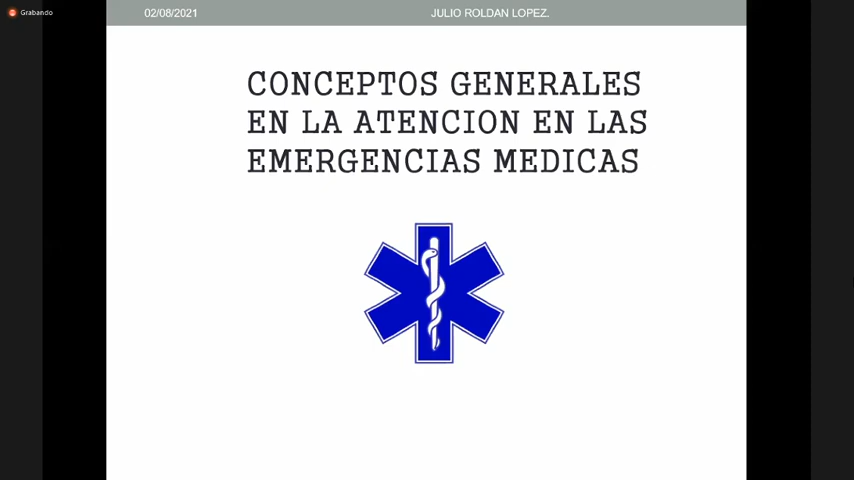 Grabando
02/08/2021
JULIO ROLDAN LOPEZ.
CONCEPTOS GENERALES
EN LA ATENCION EN LAS
EMERGENCIAS MEDICAS